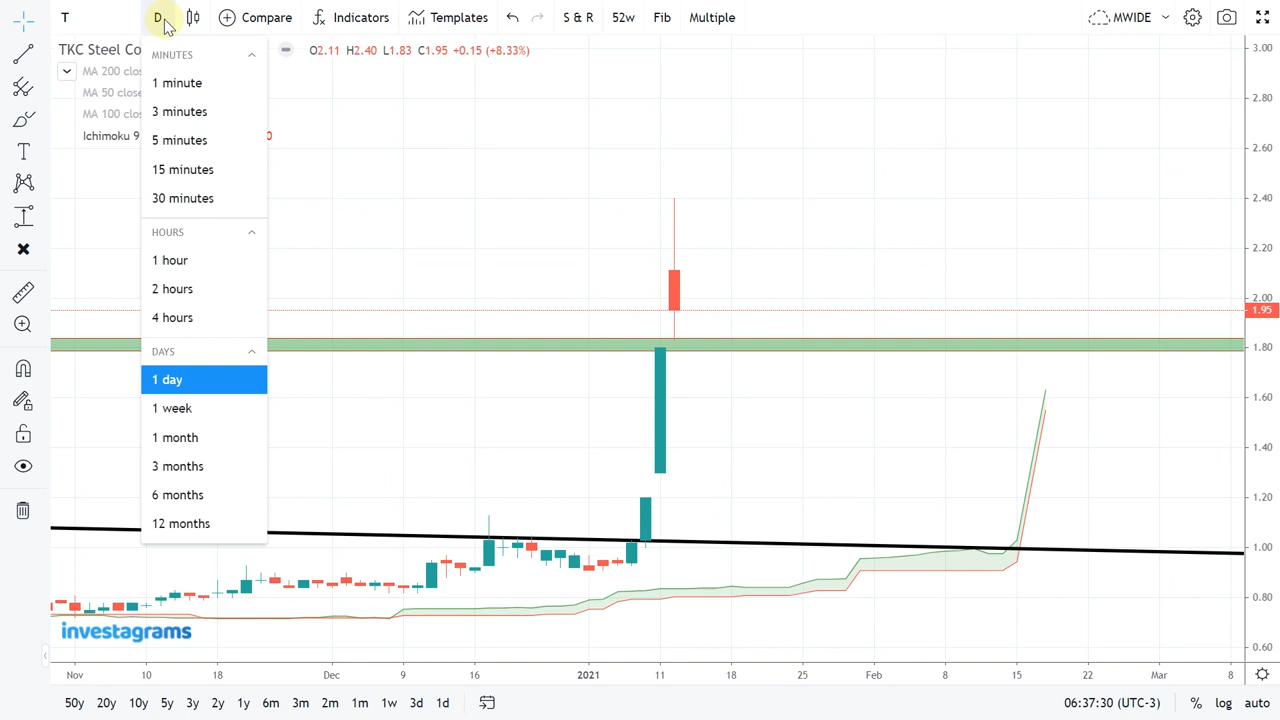 T
D
Compare
Indicators
Templates
S & R
52w
Fib
Multiple
MWIDE
TKC Steel Co
O2.11 H2.40 L1.83 C1.95 +0.15 (+8.33%)
MA 200 close
MA 50 close
MA 100 clos
Ichimoku 9
0
MINUTES
1 minute
3 minutes
5 minutes
15 minutes
30 minutes
HOURS
1 hour
2 hours
4 hours
DAYS
1 day
1 week
1 month
3 months
6 months
12 months
3.00
2.80
2.60
2.40
2.20
2.00
1.95
1.80
1.60
1.40
1.20
1.00
0.80
0.60
investagrams
Nov 10 18 Dec 9 16 2021 11 18 25 Feb 8 15 22 Mar 8
50y 20y 10y 5y 3y 2y 1y 6m 3m 2m 1m 1w 3d 1d
06:37:30 (UTC-3) % log auto